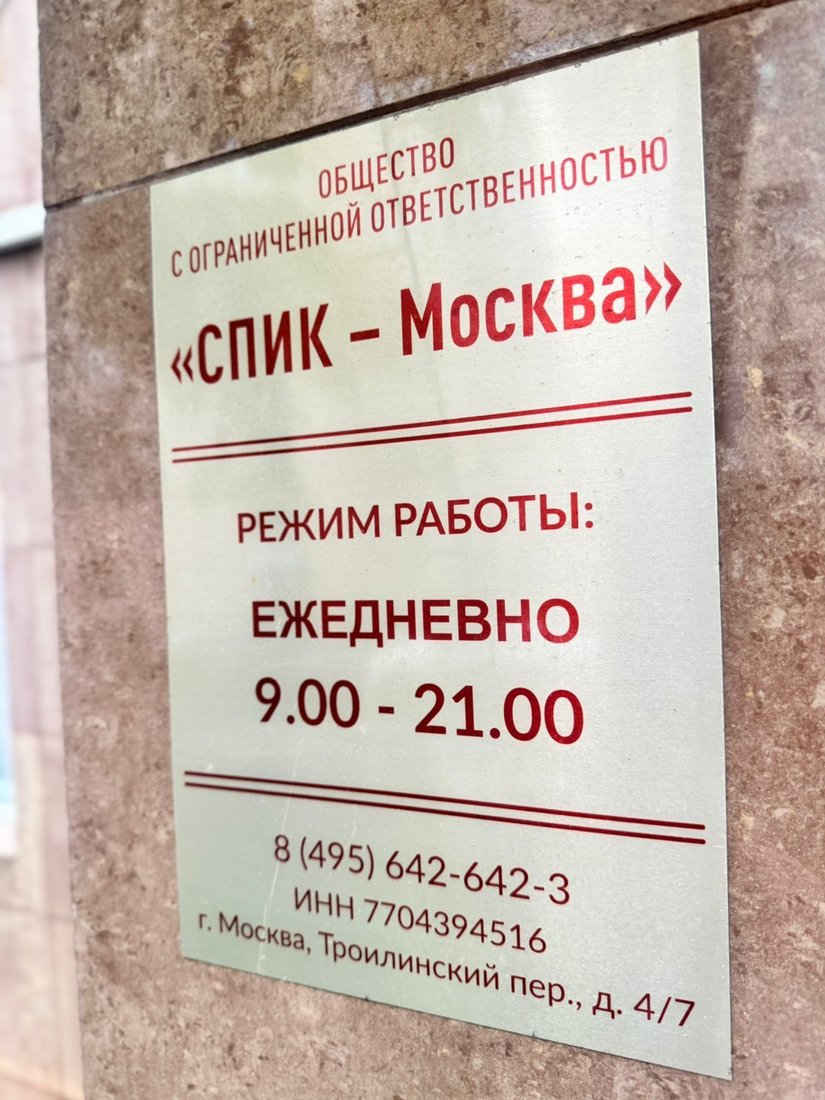 ОБЩЕСТВО
С ОГРАНИЧЕННОЙ ОТВЕТСТВЕННОСТЬЮ
«СПИК – Москва»
РЕЖИМ РАБОТЫ:
ЕЖЕДНЕВНО
9.00 - 21.00
8 (495) 642-642-3
ИНН 7704394516
г. Москва, Троилинский пер., д. 4/7